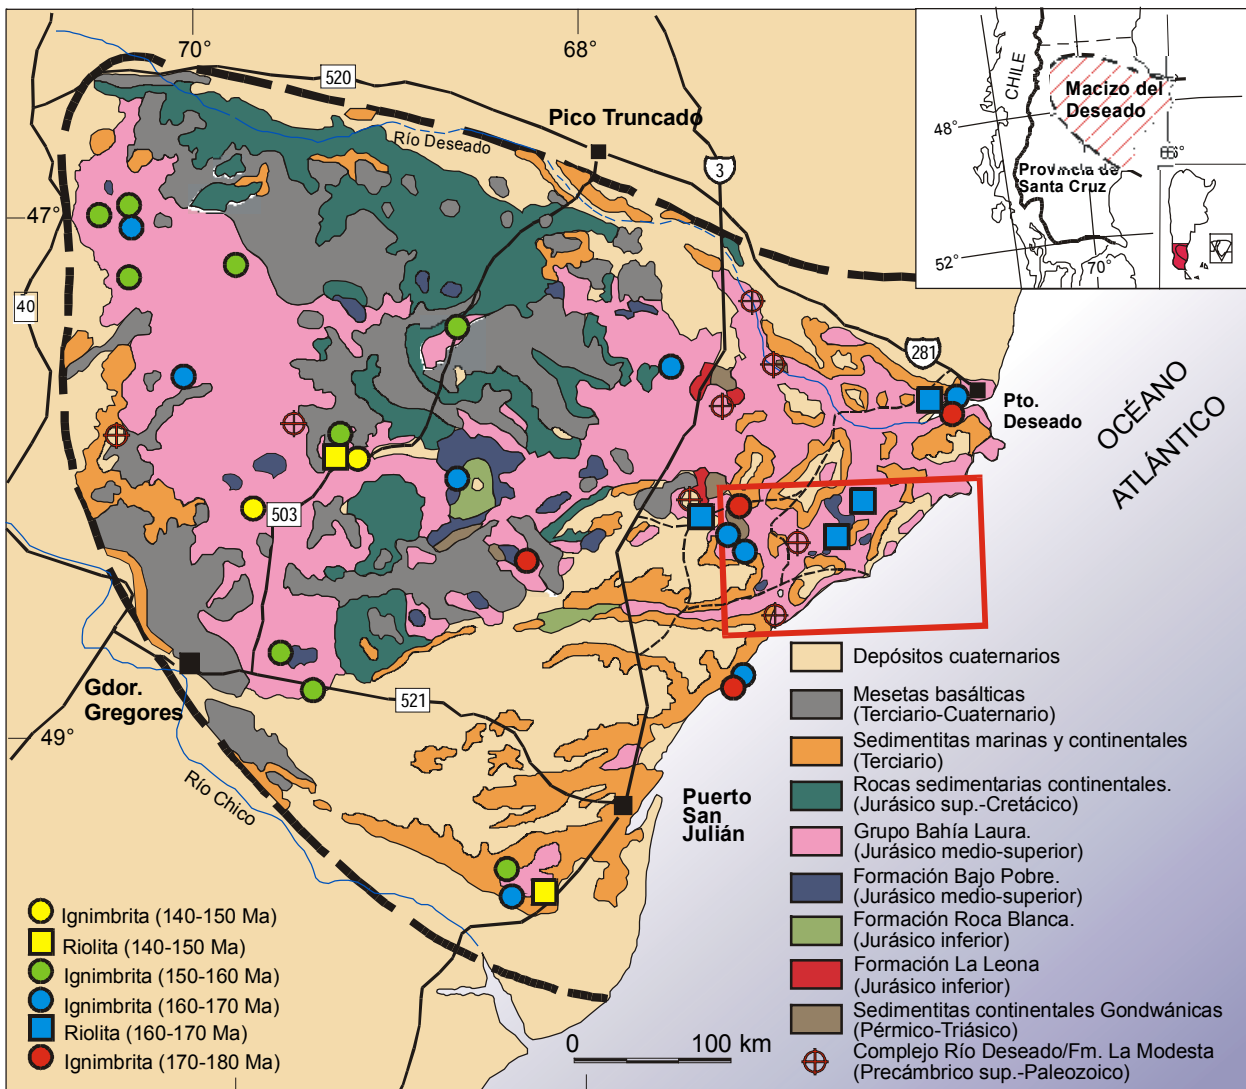 70°
68°
520
Pico Truncado
Río Deseado
3
47°
40
281
Pto.
Deseado
OCÉANO
ATLÁNTICO
503
Gdor.
Gregores
521
49°
Río Chico
Puerto
San
Julián
CHILE
Macizo del
Deseado
48°
Provincia de
Santa Cruz
52°
70°
Depósitos cuaternarios
Mesetas basálticas
(Terciario-Cuaternario)
Sedimentitas marinas y continentales
(Terciario)
Rocas sedimentarias continentales.
(Jurásico sup.-Cretácico)
Grupo Bahía Laura.
(Jurásico medio-superior)
Formación Bajo Pobre.
(Jurásico medio-superior)
Formación Roca Blanca.
(Jurásico inferior)
Formación La Leona
(Jurásico inferior)
Sedimentitas continentales Gondwánicas
(Pérmico-Triásico)
Complejo Río Deseado/Fm. La Modesta
(Precámbrico sup.-Paleozoico)
Ignimbrita (140-150 Ma)
Riolita (140-150 Ma)
Ignimbrita (150-160 Ma)
Ignimbrita (160-170 Ma)
Riolita (160-170 Ma)
Ignimbrita (170-180 Ma)
0
100 km